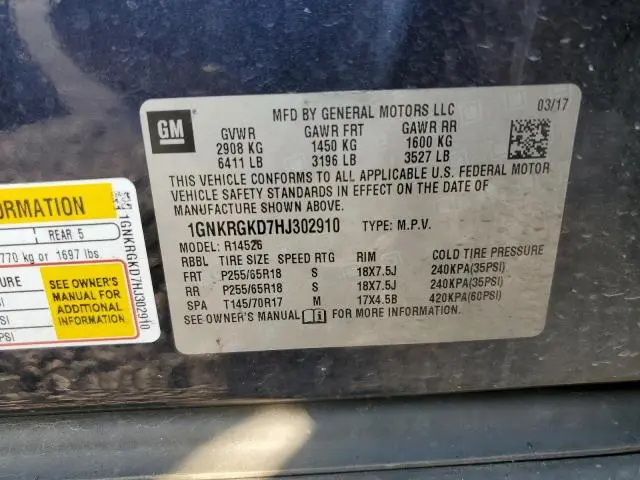 MFD BY GENERAL MOTORS LLC 03/17
GM
GVWR GAWR FRT GAWR RR
2908 KG 1450 KG 1600 KG
6411 LB 3196 LB 3527 LB
THIS VEHICLE CONFORMS TO ALL APPLICABLE U.S. FEDERAL MOTOR
VEHICLE SAFETY STANDARDS IN EFFECT ON THE DATE OF
MANUFACTURE SHOWN ABOVE.
1GNKRGKD7HJ302910 TYPE: M.P.V.
MODEL: R14526
RBBL TIRE SIZE SPEED RTG RIM COLD TIRE PRESSURE
FRT P255/65R18 S 18X7.5J 240KPA(35PSI)
RR P255/65R18 S 18X7.5J 240KPA(35PSI)
SPA T145/70R17 M 17X4.5B 420KPA(60PSI)
SEE OWNER'S MANUAL i FOR MORE INFORMATION.
REAR 5
770 kg or 1697 lbs
SEE OWNER'S
MANUAL FOR
ADDITIONAL
INFORMATION.
1GNKRGKD7HJ302910